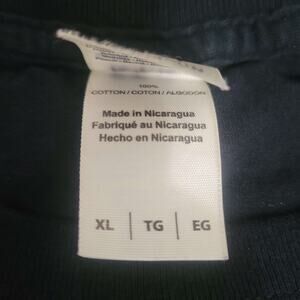 100%
COTTON / COTON / ALGODON
Made in Nicaragua
Fabriqué au Nicaragua
Hecho en Nicaragua
XL | TG | EG